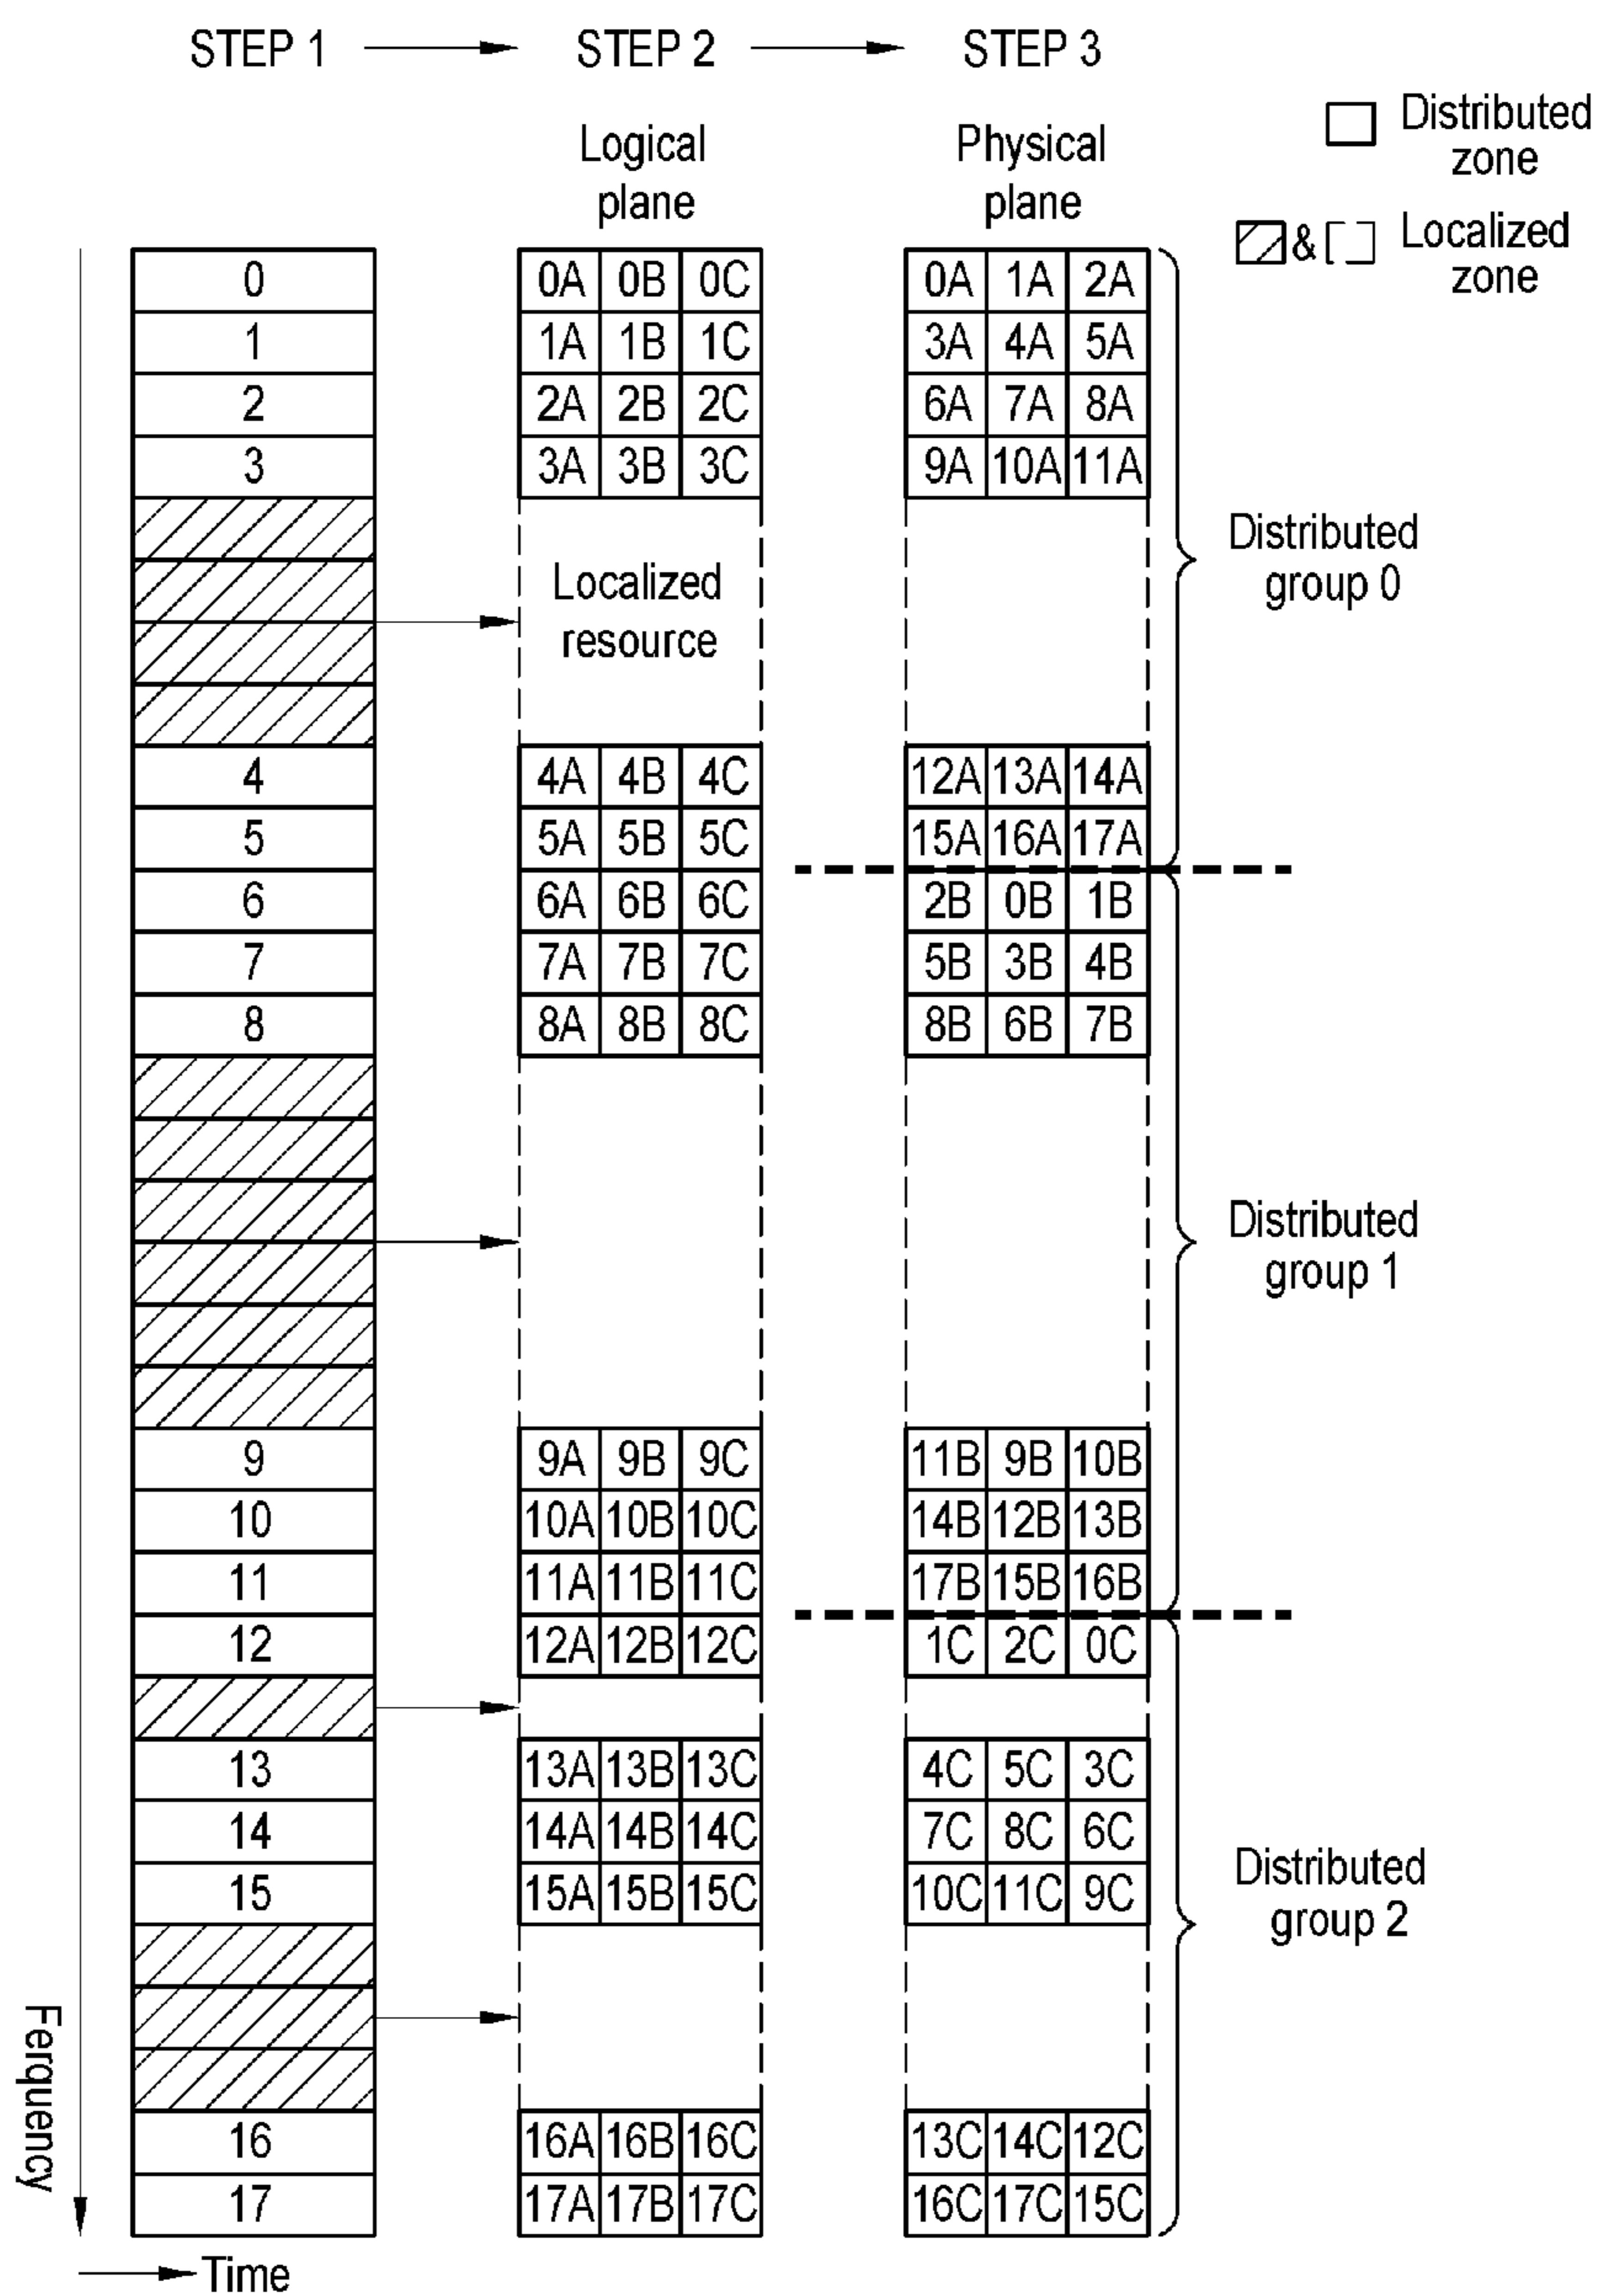 STEP 1 STEP 2 STEP 3
Distributed
zone
& Localized
zone
Logical
plane
Physical
plane
0 0A 0B 0C 0A 1A 2A
1 1A 1B 1C 3A 4A 5A
2 2A 2B 2C 6A 7A 8A
3 3A 3B 3C 9A 10A 11A
Localized
resource
Distributed
group 0
4 4A 4B 4C 12A 13A 14A
5 5A 5B 5C 15A 16A 17A
6 6A 6B 6C 2B 0B 1B
7 7A 7B 7C 5B 3B 4B
8 8A 8B 8C 8B 6B 7B
Distributed
group 1
9 9A 9B 9C 11B 9B 10B
10 10A 10B 10C 14B 12B 13B
11 11A 11B 11C 17B 15B 16B
12 12A 12B 12C 1C 2C 0C
13 13A 13B 13C 4C 5C 3C
14 14A 14B 14C 7C 8C 6C
15 15A 15B 15C 10C 11C 9C
Distributed
group 2
16 16A 16B 16C 13C 14C 12C
17 17A 17B 17C 16C 17C 15C
Ferquency
Time